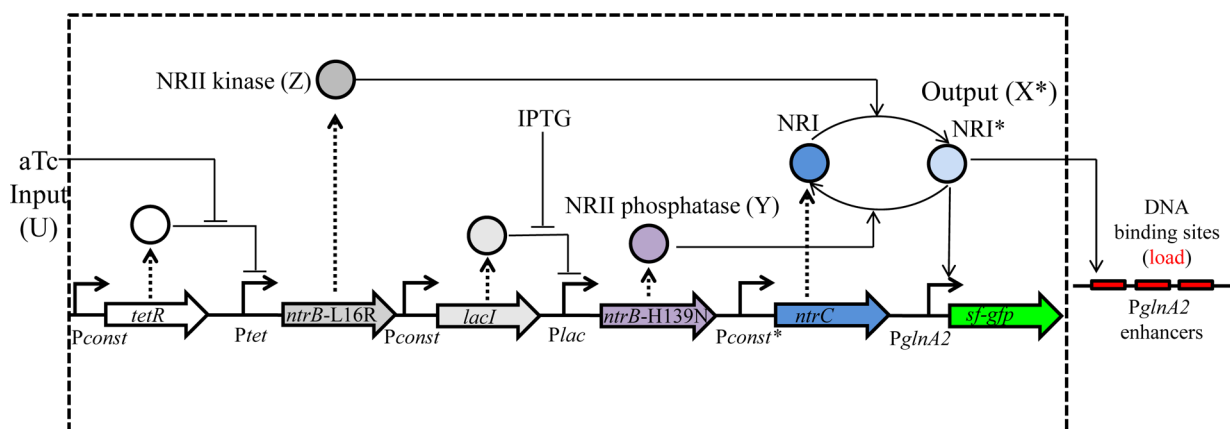 NRII kinase (Z)
Output (X*)
IPTG
NRI
NRI*
aTc
Input
(U)
NRII phosphatase (Y)
DNA
binding sites
(load)
tetR
ntrB-L16R
lacI
ntrB-H139N
ntrC
sf-gfp
Pconst
Ptet
Pconst
Plac
Pconst*
PglnA2
PglnA2
enhancers